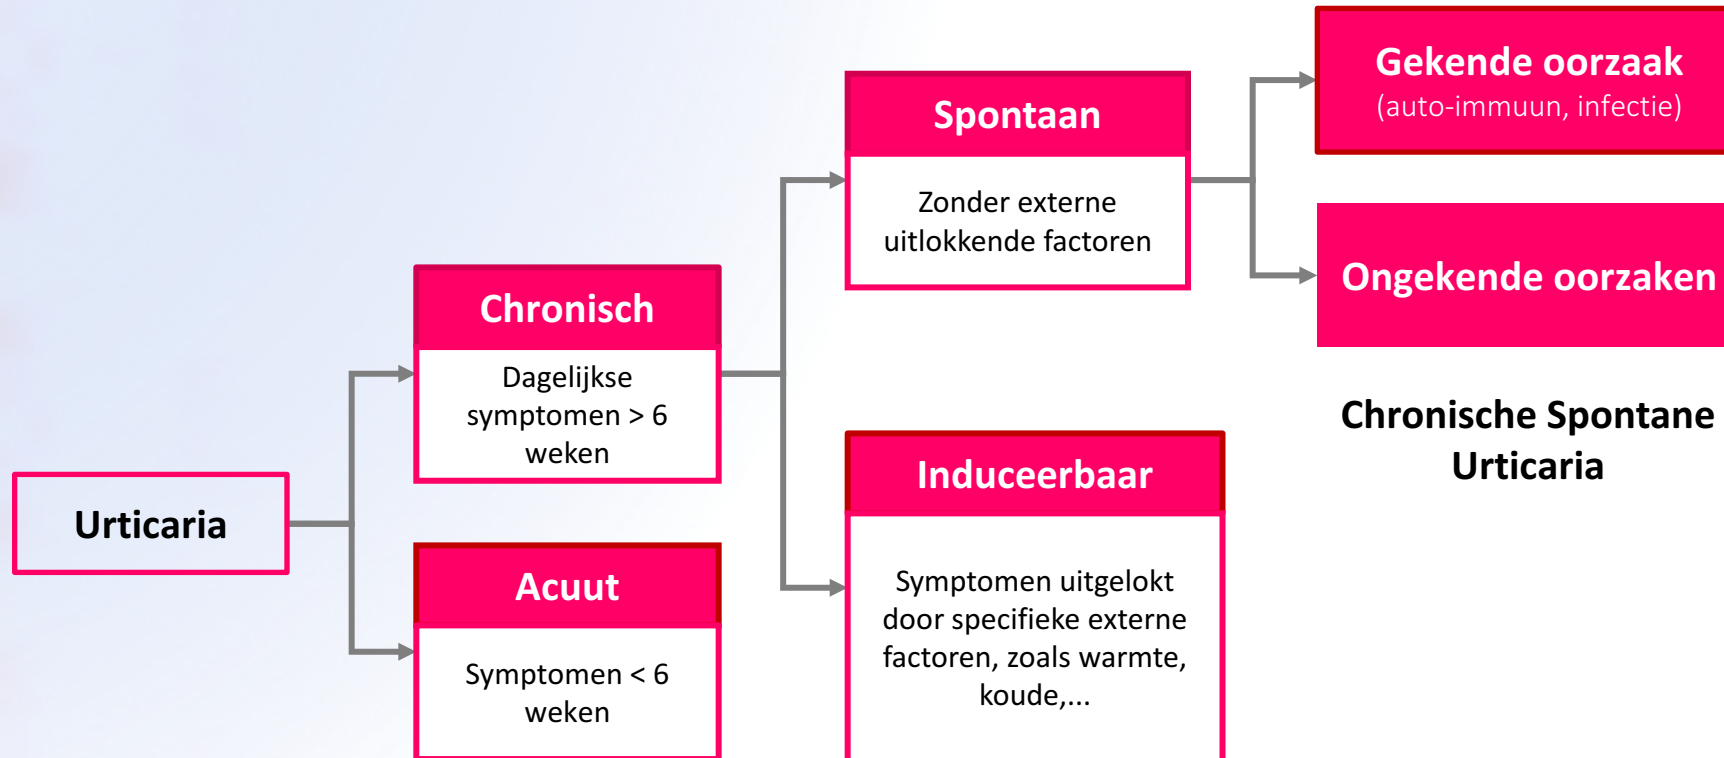 Urticaria
Chronisch
Dagelijkse
symptomen > 6
weken
Acuut
Symptomen < 6
weken
Spontaan
Zonder externe
uitlokkende factoren
Induceerbaar
Symptomen uitgelokt
door specifieke externe
factoren, zoals warmte,
koude,...
Gekende oorzaak
(auto-immuun, infectie)
Ongekende oorzaken
Chronische Spontane
Urticaria